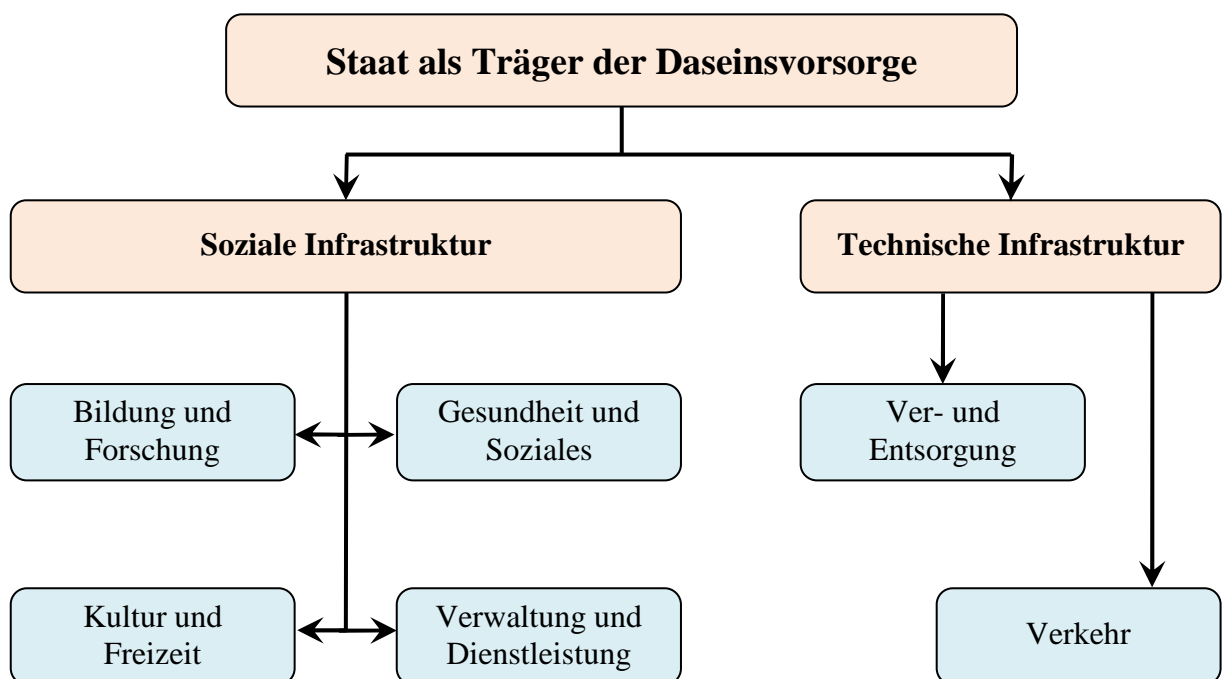 Staat als Träger der Daseinsvorsorge
Soziale Infrastruktur
Technische Infrastruktur
Bildung und
Forschung
Gesundheit und
Soziales
Ver- und
Entsorgung
Kultur und
Freizeit
Verwaltung und
Dienstleistung
Verkehr